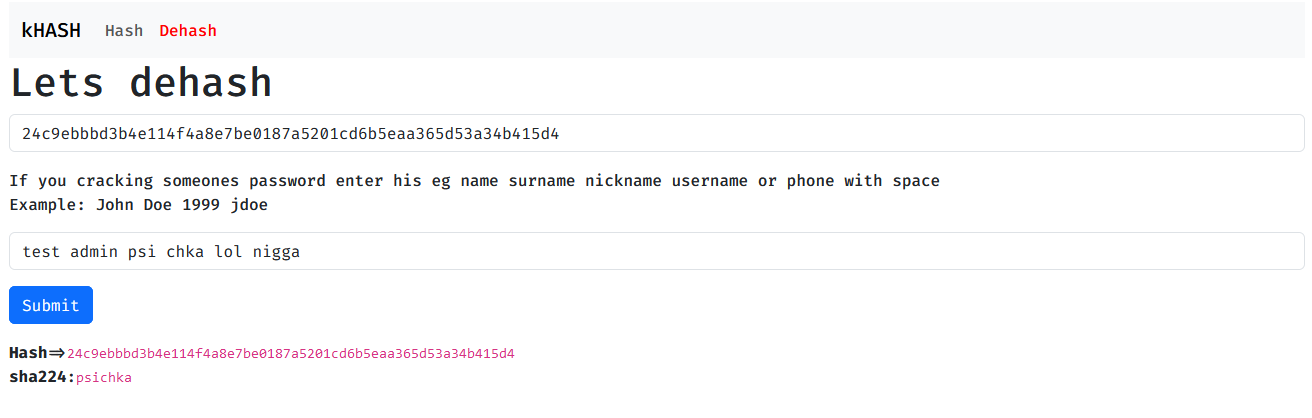 kHASH Hash Dehash
Lets dehash
24c9ebbbd3b4e114f4a8e7be0187a5201cd6b5eaa365d53a34b415d4
If you cracking someones password enter his eg name surname nickname username or phone with space
Example: John Doe 1999 jdoe
test admin psi chka lol nigga
Submit
Hash⇒24c9ebbbd3b4e114f4a8e7be0187a5201cd6b5eaa365d53a34b415d4
sha224:psichka